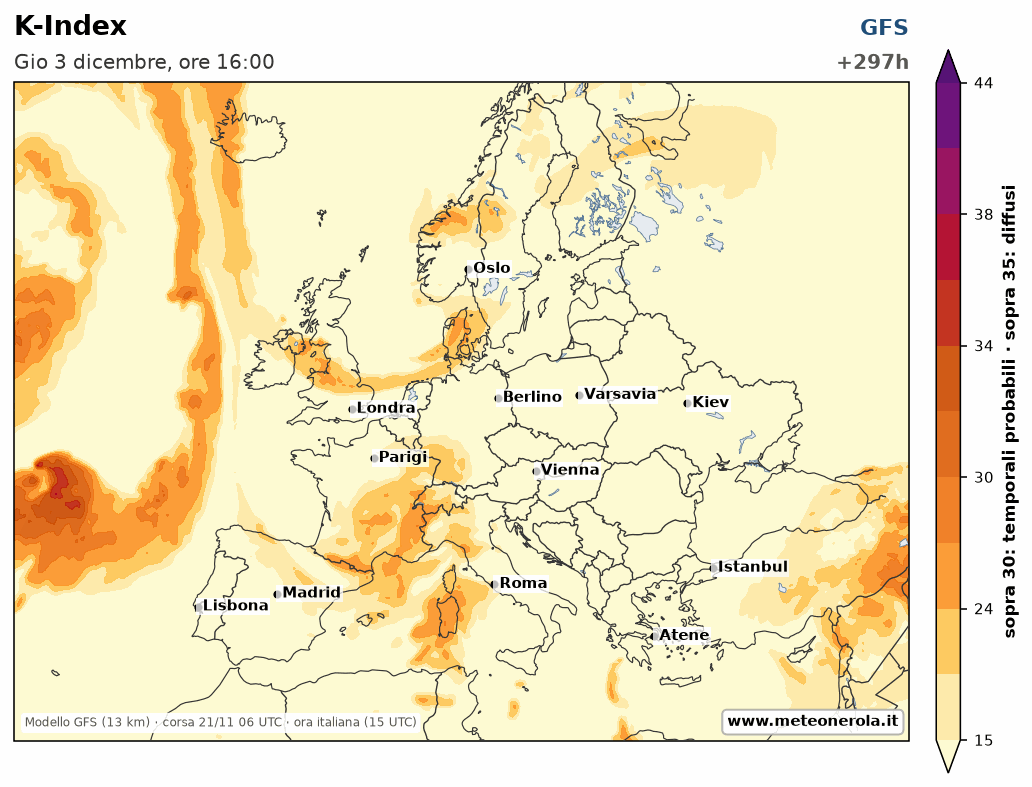 K-Index
GFS
Gio 3 dicembre, ore 16:00
+297h
44
38
34
30
24
15
sopra 30: temporali probabili · sopra 35: diffusi
Oslo
Berlino
Varsavia
Kiev
Londra
Parigi
Vienna
Istanbul
Roma
Madrid
Lisbona
Atene
Modello GFS (13 km) · corsa 21/11 06 UTC · ora italiana (15 UTC)
www.meteonerola.it